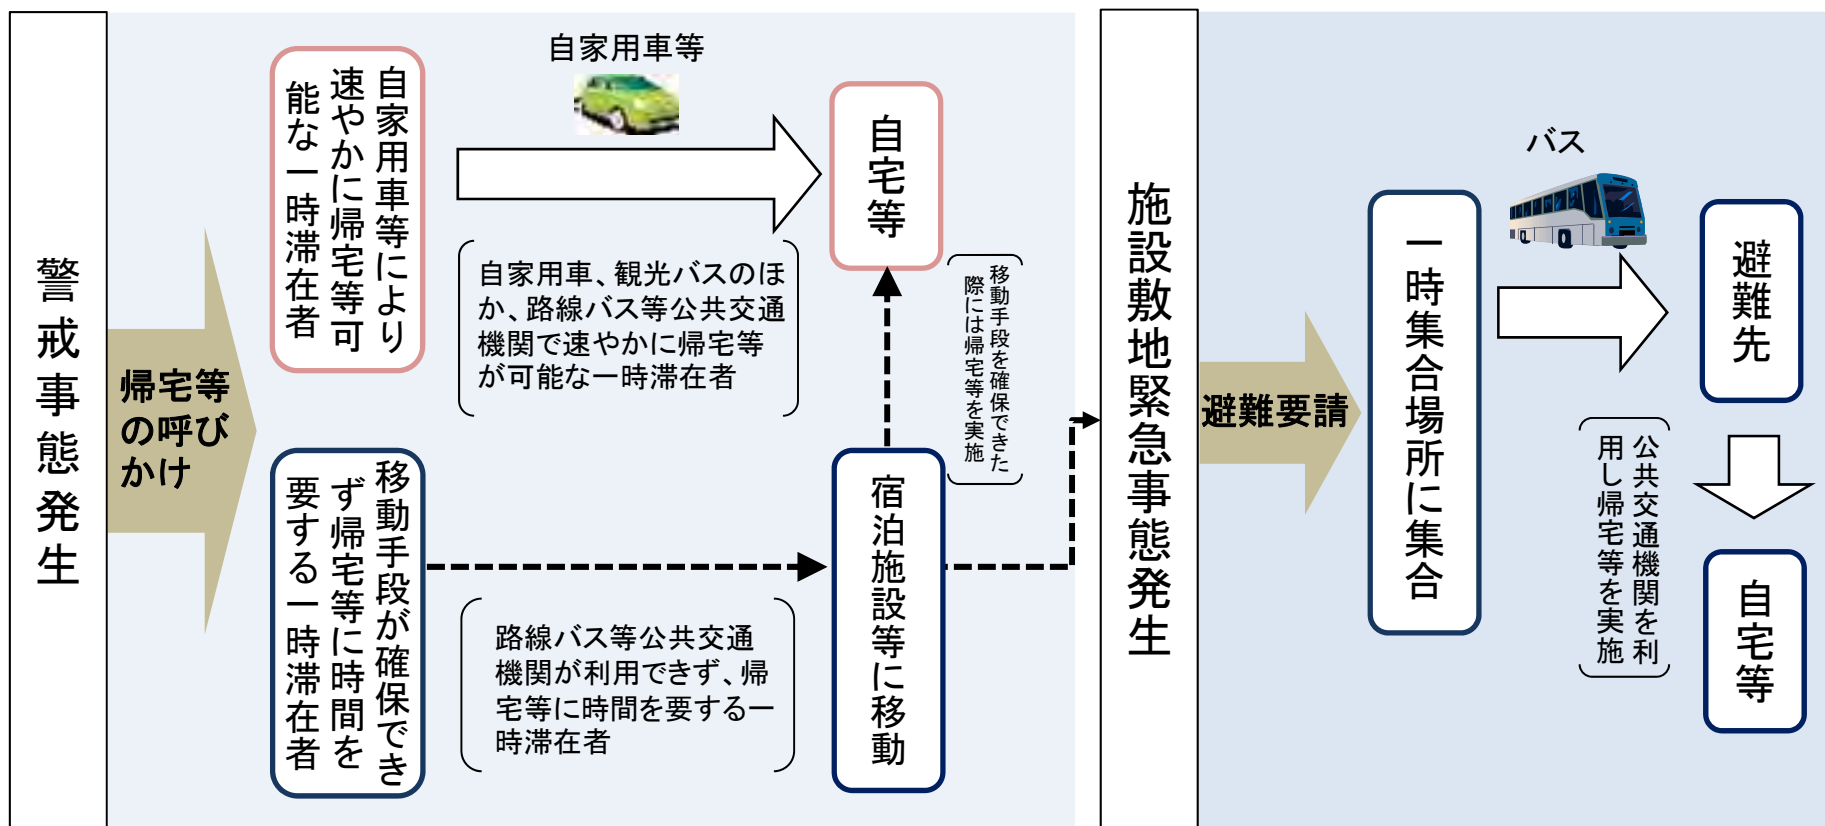 警戒事態発生
帰宅等
の呼び
かけ
自家用車等により
速やかに帰宅等可
能な一時滞在者
自家用車等
自家用車、観光バスのほ
か、路線バス等公共交通
機関で速やかに帰宅等
が可能な一時滞在者
自宅等
移動手段を確保できた
際には帰宅等を実施
移動手段が確保でき
ず帰宅等に時間を
要する一時滞在者
路線バス等公共交通
機関が利用できず、帰
宅等に時間を要する一
時滞在者
宿泊施設等に移動
施設敷地緊急事態発生
避難要請
一時集合場所に集合
バス
避難先
公共交通機関を利
用し帰宅等を実施
自宅等